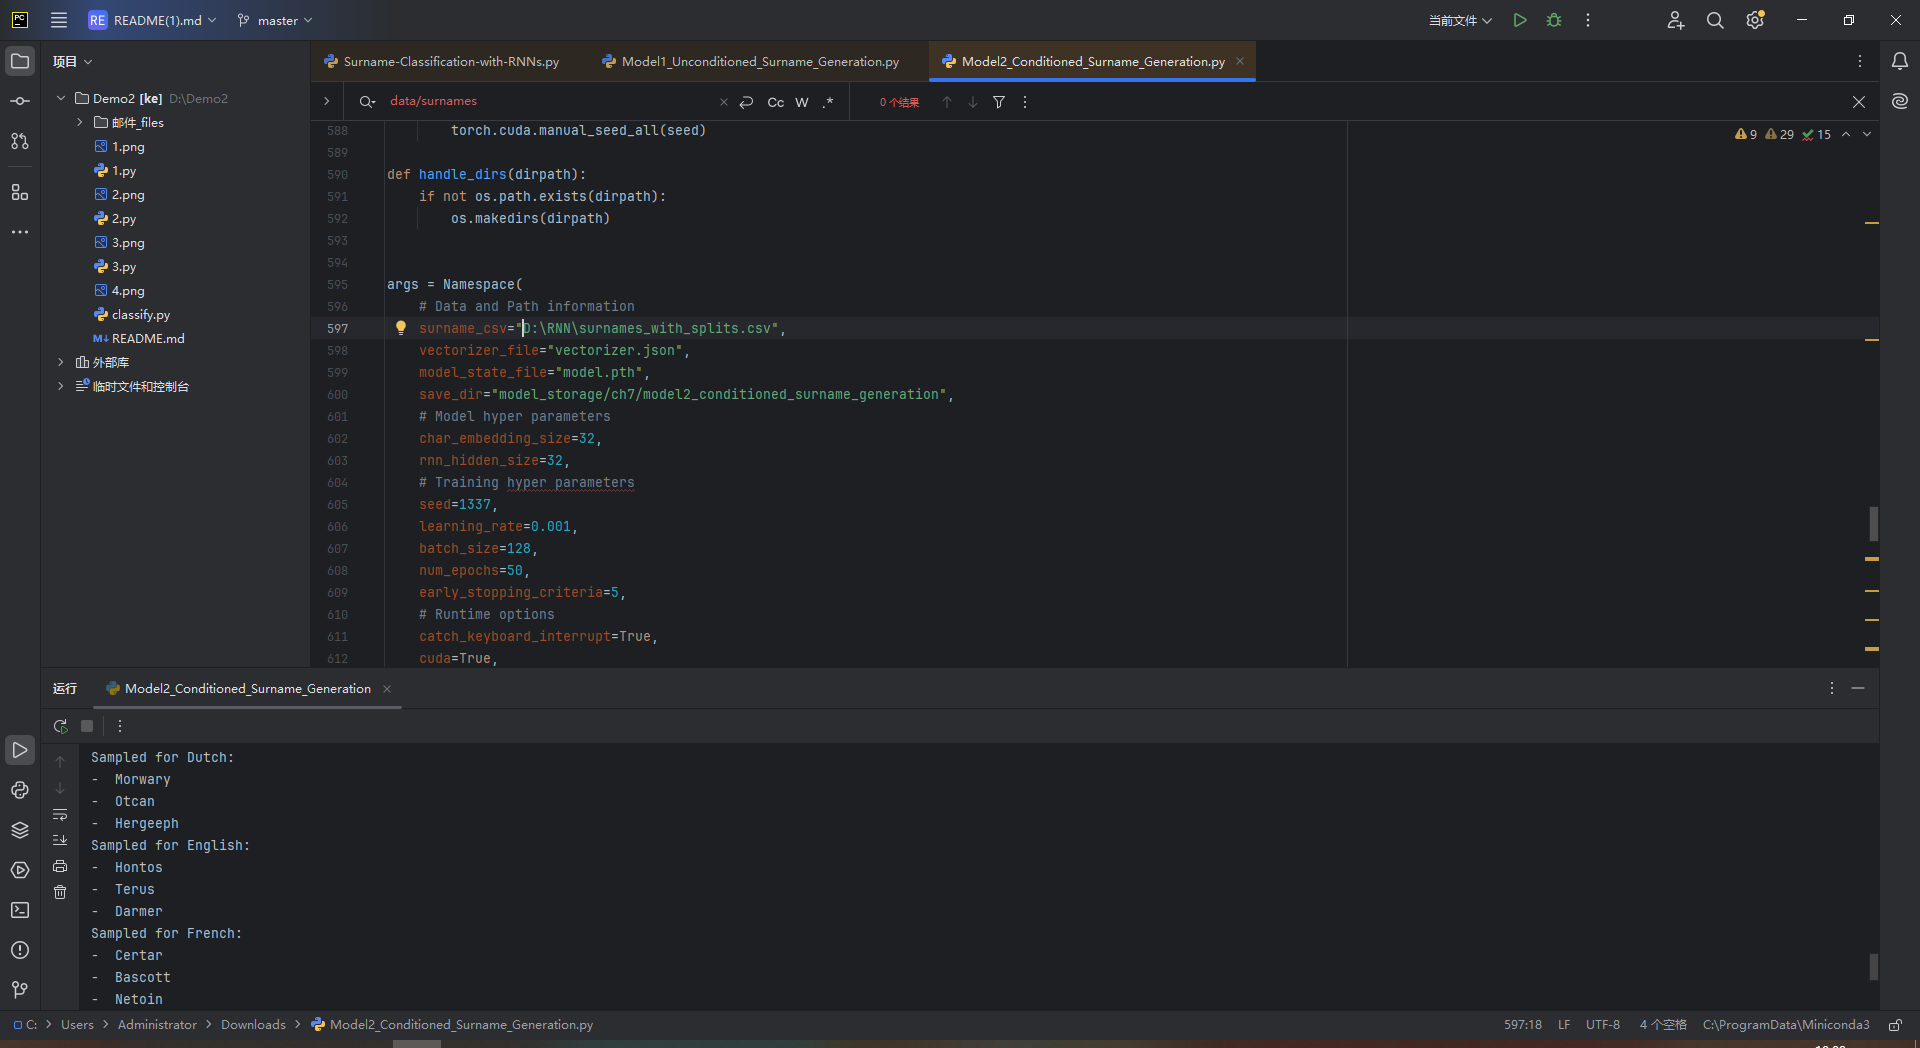 PC
RE README(1).md
master
当前文件
项目
Surname-Classification-with-RNNs.py
Model1_Unconditioned_Surname_Generation.py
Model2_Conditioned_Surname_Generation.py
Demo2 [ke] D:\Demo2
邮件_files
1.png
1.py
2.png
2.py
3.png
3.py
4.png
classify.py
README.md
外部库
临时文件和控制台
data/surnames
Cc W .*
0 个结果
9 29 15
588 torch.cuda.manual_seed_all(seed)
589
590 def handle_dirs(dirpath):
591 if not os.path.exists(dirpath):
592 os.makedirs(dirpath)
593
594
595 args = Namespace(
596 # Data and Path information
597 surname_csv="D:\RNN\surnames_with_splits.csv",
598 vectorizer_file="vectorizer.json",
599 model_state_file="model.pth",
600 save_dir="model_storage/ch7/model2_conditioned_surname_generation",
601 # Model hyper parameters
602 char_embedding_size=32,
603 rnn_hidden_size=32,
604 # Training hyper parameters
605 seed=1337,
606 learning_rate=0.001,
607 batch_size=128,
608 num_epochs=50,
609 early_stopping_criteria=5,
610 # Runtime options
611 catch_keyboard_interrupt=True,
612 cuda=True,
运行
Model2_Conditioned_Surname_Generation
Sampled for Dutch:
- Morwary
- Otcan
- Hergeeph
Sampled for English:
- Hontos
- Terus
- Darmer
Sampled for French:
- Certar
- Bascott
- Netoin
C: > Users > Administrator > Downloads > Model2_Conditioned_Surname_Generation.py
597:18 LF UTF-8 4 个空格 C:\ProgramData\Miniconda3